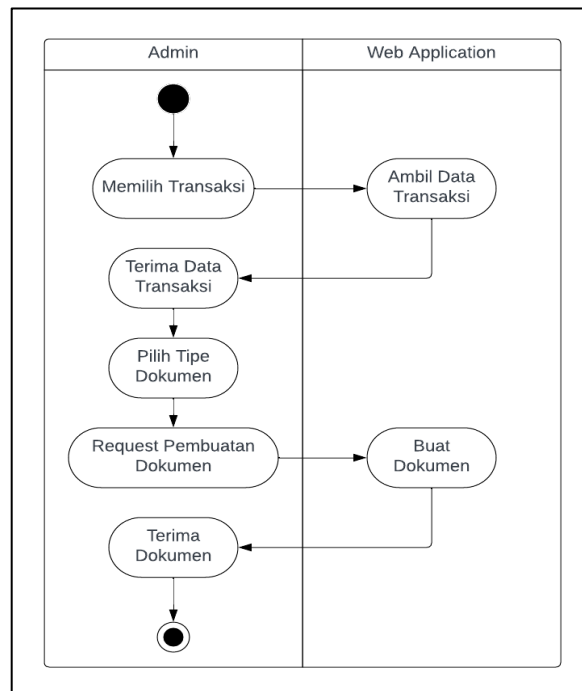 Admin
Web Application
Memilih Transaksi
Ambil Data
Transaksi
Terima Data
Transaksi
Pilih Tipe
Dokumen
Request Pembuatan
Dokumen
Buat
Dokumen
Terima
Dokumen